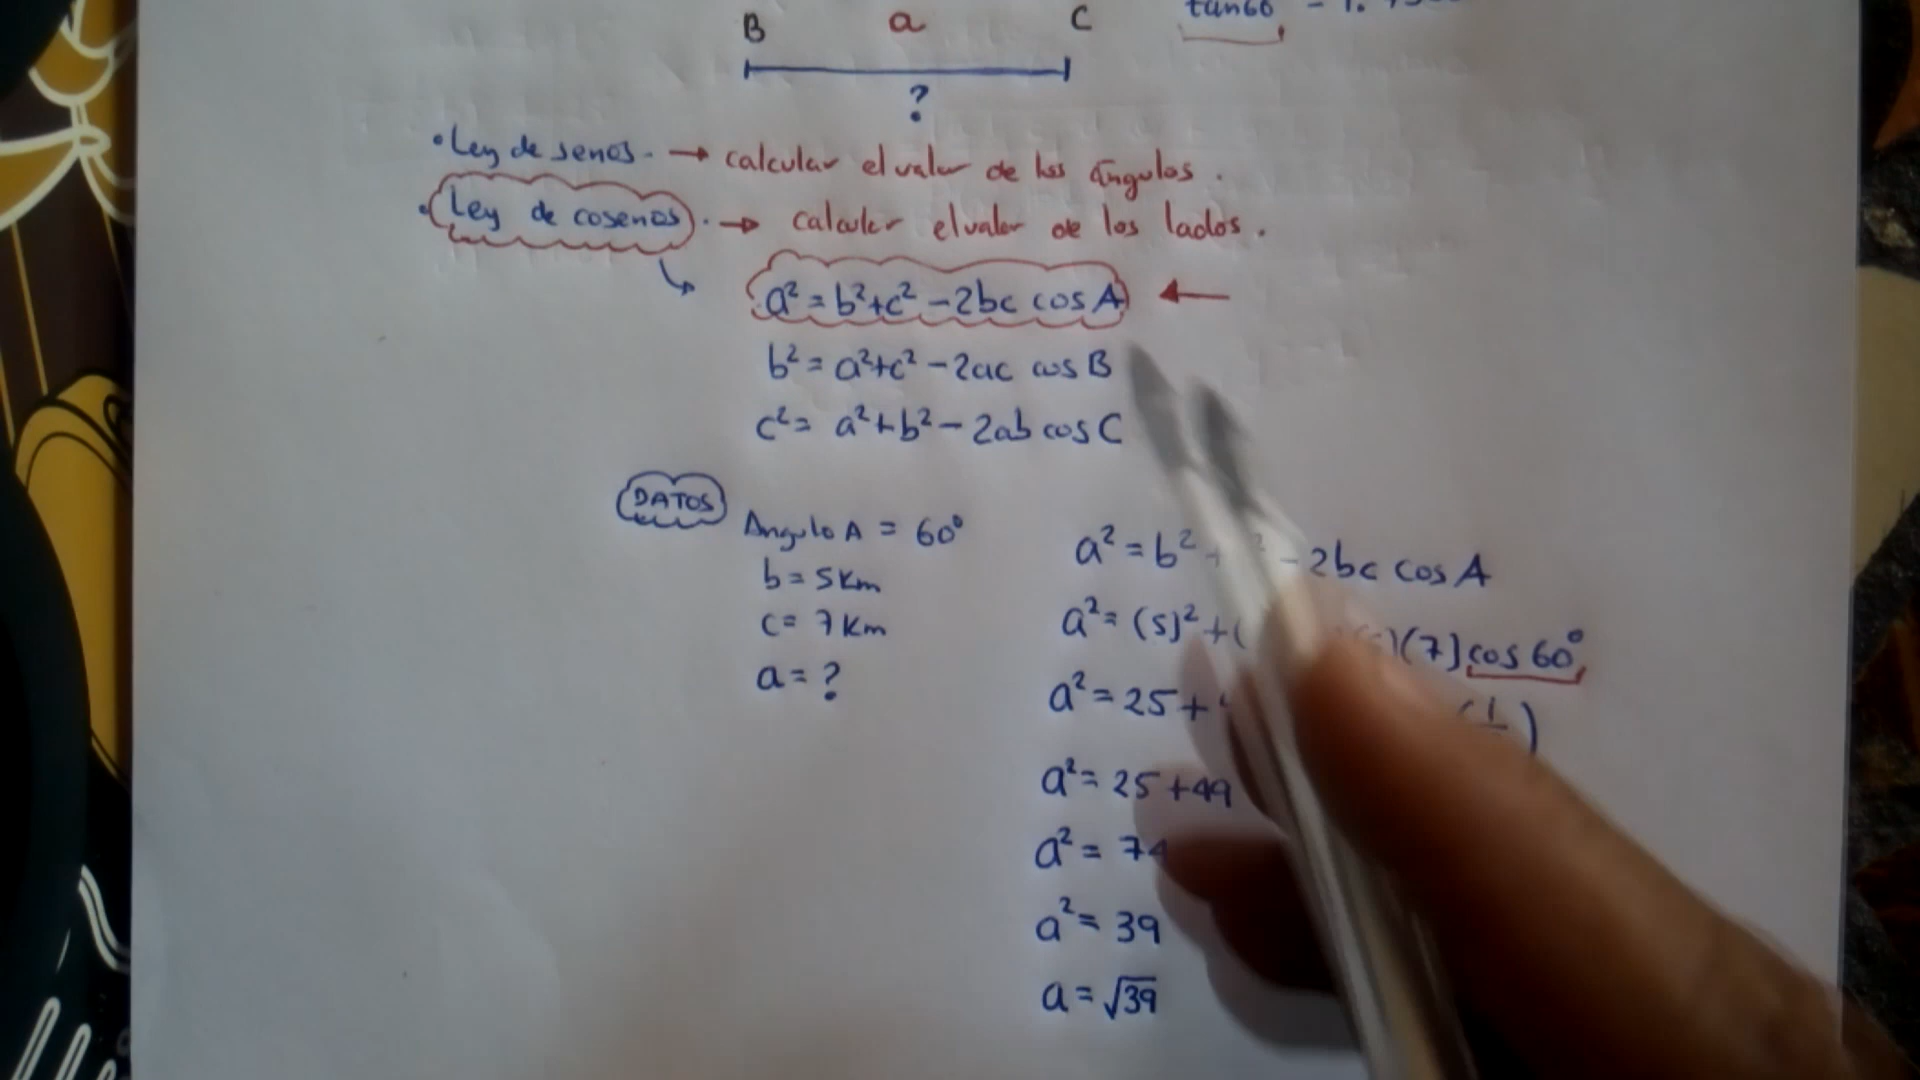 B a C
?
• Ley de senos. → calcular el valor de los ángulos.
• Ley de cosenos. → calcular el valor de los lados.
a² = b² + c² - 2bc cos A ←
b² = a² + c² - 2ac cos B
c² = a² + b² - 2ab cos C
DATOS
Angulo A = 60°
b = 5 Km
c = 7 Km
a = ?
a² = b² + ² - 2bc cos A
a² = (5)² + ( )(7) cos 60°
a² = 25 +
a² = 25 + 49
a² = 74
a² = 39
a = √39